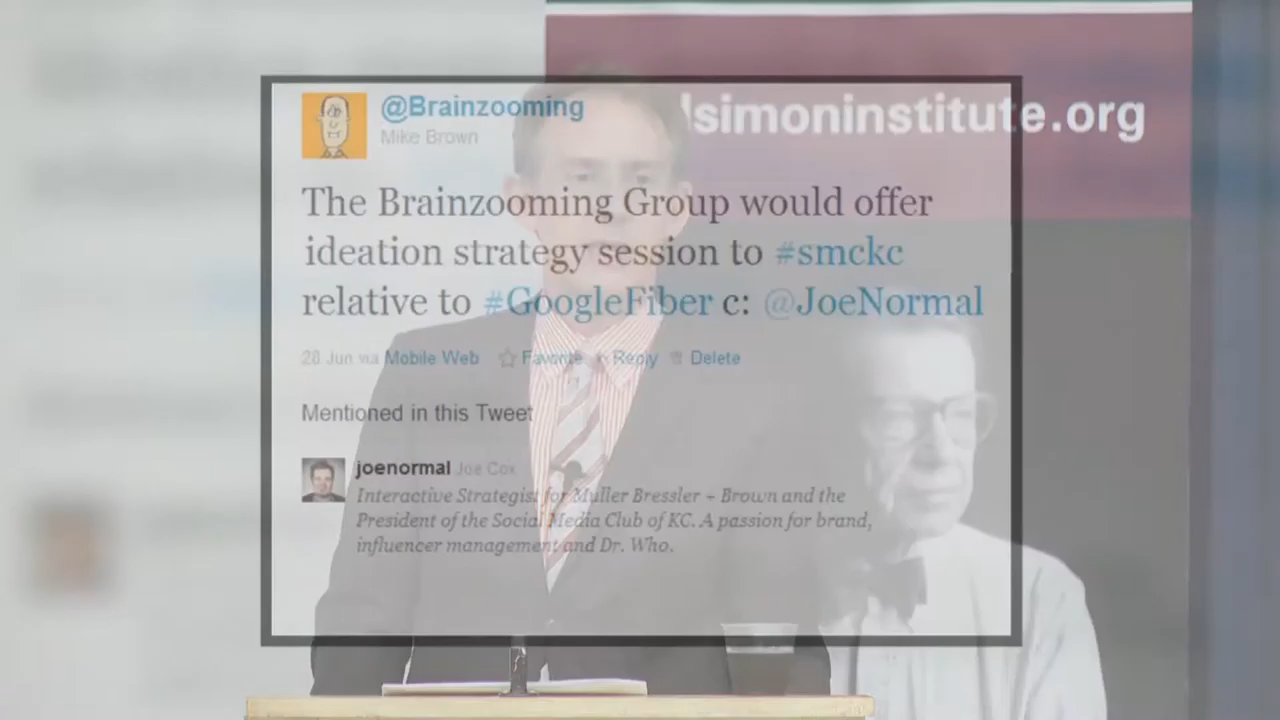 lsimoninstitute.org
@Brainzooming
Mike Brown
The Brainzooming Group would offer
ideation strategy session to #smckc
relative to #GoogleFiber c: @JoeNormal
28 Jun via Mobile Web Favorite Reply Delete
Mentioned in this Tweet
joenormal Joe Cox
Interactive Strategist for Muller Bressler – Brown and the
President of the Social Media Club of KC. A passion for brand,
influencer management and Dr. Who.